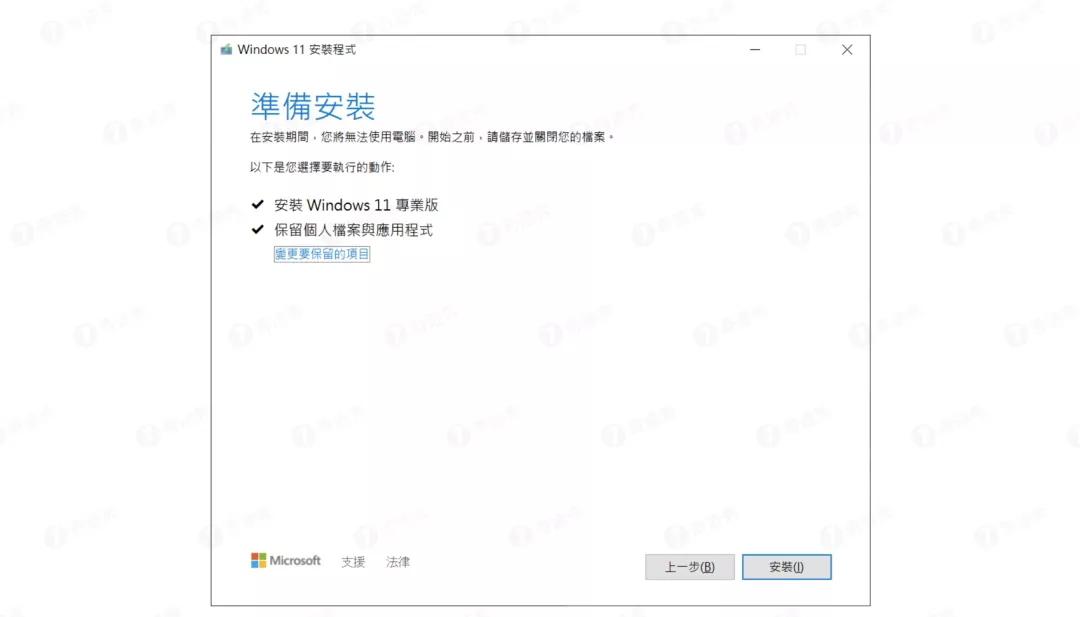 Windows 11 安裝程式
準備安裝
在安裝期間，您將無法使用電腦。開始之前，請儲存並關閉您的檔案。
以下是您選擇要執行的動作:
安裝 Windows 11 專業版
保留個人檔案與應用程式
變更要保留的項目
Microsoft 支援 法律 上一步(B) 安裝(I)